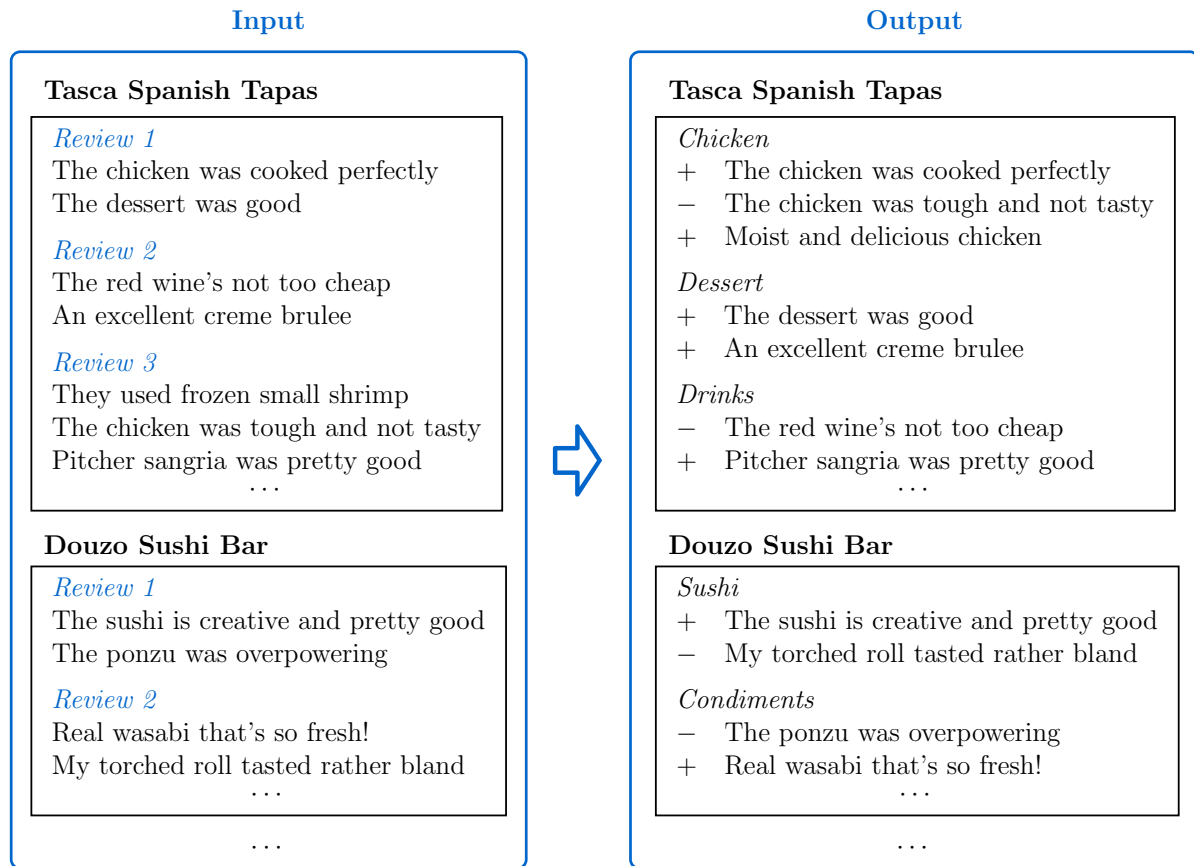 Input
Tasca Spanish Tapas
Review 1
The chicken was cooked perfectly
The dessert was good
Review 2
The red wine's not too cheap
An excellent creme brulee
Review 3
They used frozen small shrimp
The chicken was tough and not tasty
Pitcher sangria was pretty good
...
Douzo Sushi Bar
Review 1
The sushi is creative and pretty good
The ponzu was overpowering
Review 2
Real wasabi that's so fresh!
My torched roll tasted rather bland
...
...
Output
Tasca Spanish Tapas
Chicken
+ The chicken was cooked perfectly
− The chicken was tough and not tasty
+ Moist and delicious chicken
Dessert
+ The dessert was good
+ An excellent creme brulee
Drinks
− The red wine's not too cheap
+ Pitcher sangria was pretty good
...
Douzo Sushi Bar
Sushi
+ The sushi is creative and pretty good
− My torched roll tasted rather bland
Condiments
− The ponzu was overpowering
+ Real wasabi that's so fresh!
...
...